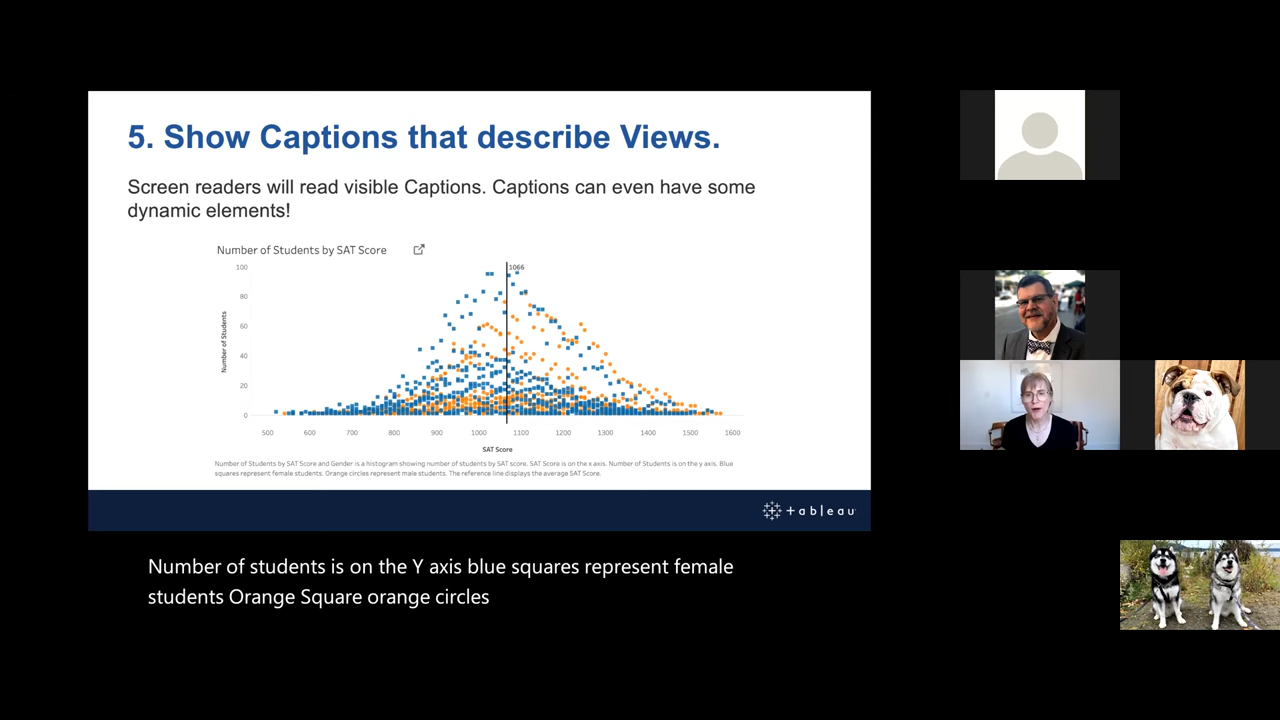 5. Show Captions that describe Views.
Screen readers will read visible Captions. Captions can even have some
dynamic elements!
Number of Students by SAT Score
1066
100
80
60
40
20
0
Number of Students
500 600 700 800 900 1000 1100 1200 1300 1400 1500 1600
SAT Score
Number of Students by SAT Score and Gender is a histogram showing number of students by SAT score. SAT Score is on the x axis. Number of Students is on the y axis. Blue
squares represent female students. Orange circles represent male students. The reference line displays the average SAT Score.
+ableau
Number of students is on the Y axis blue squares represent female
students Orange Square orange circles